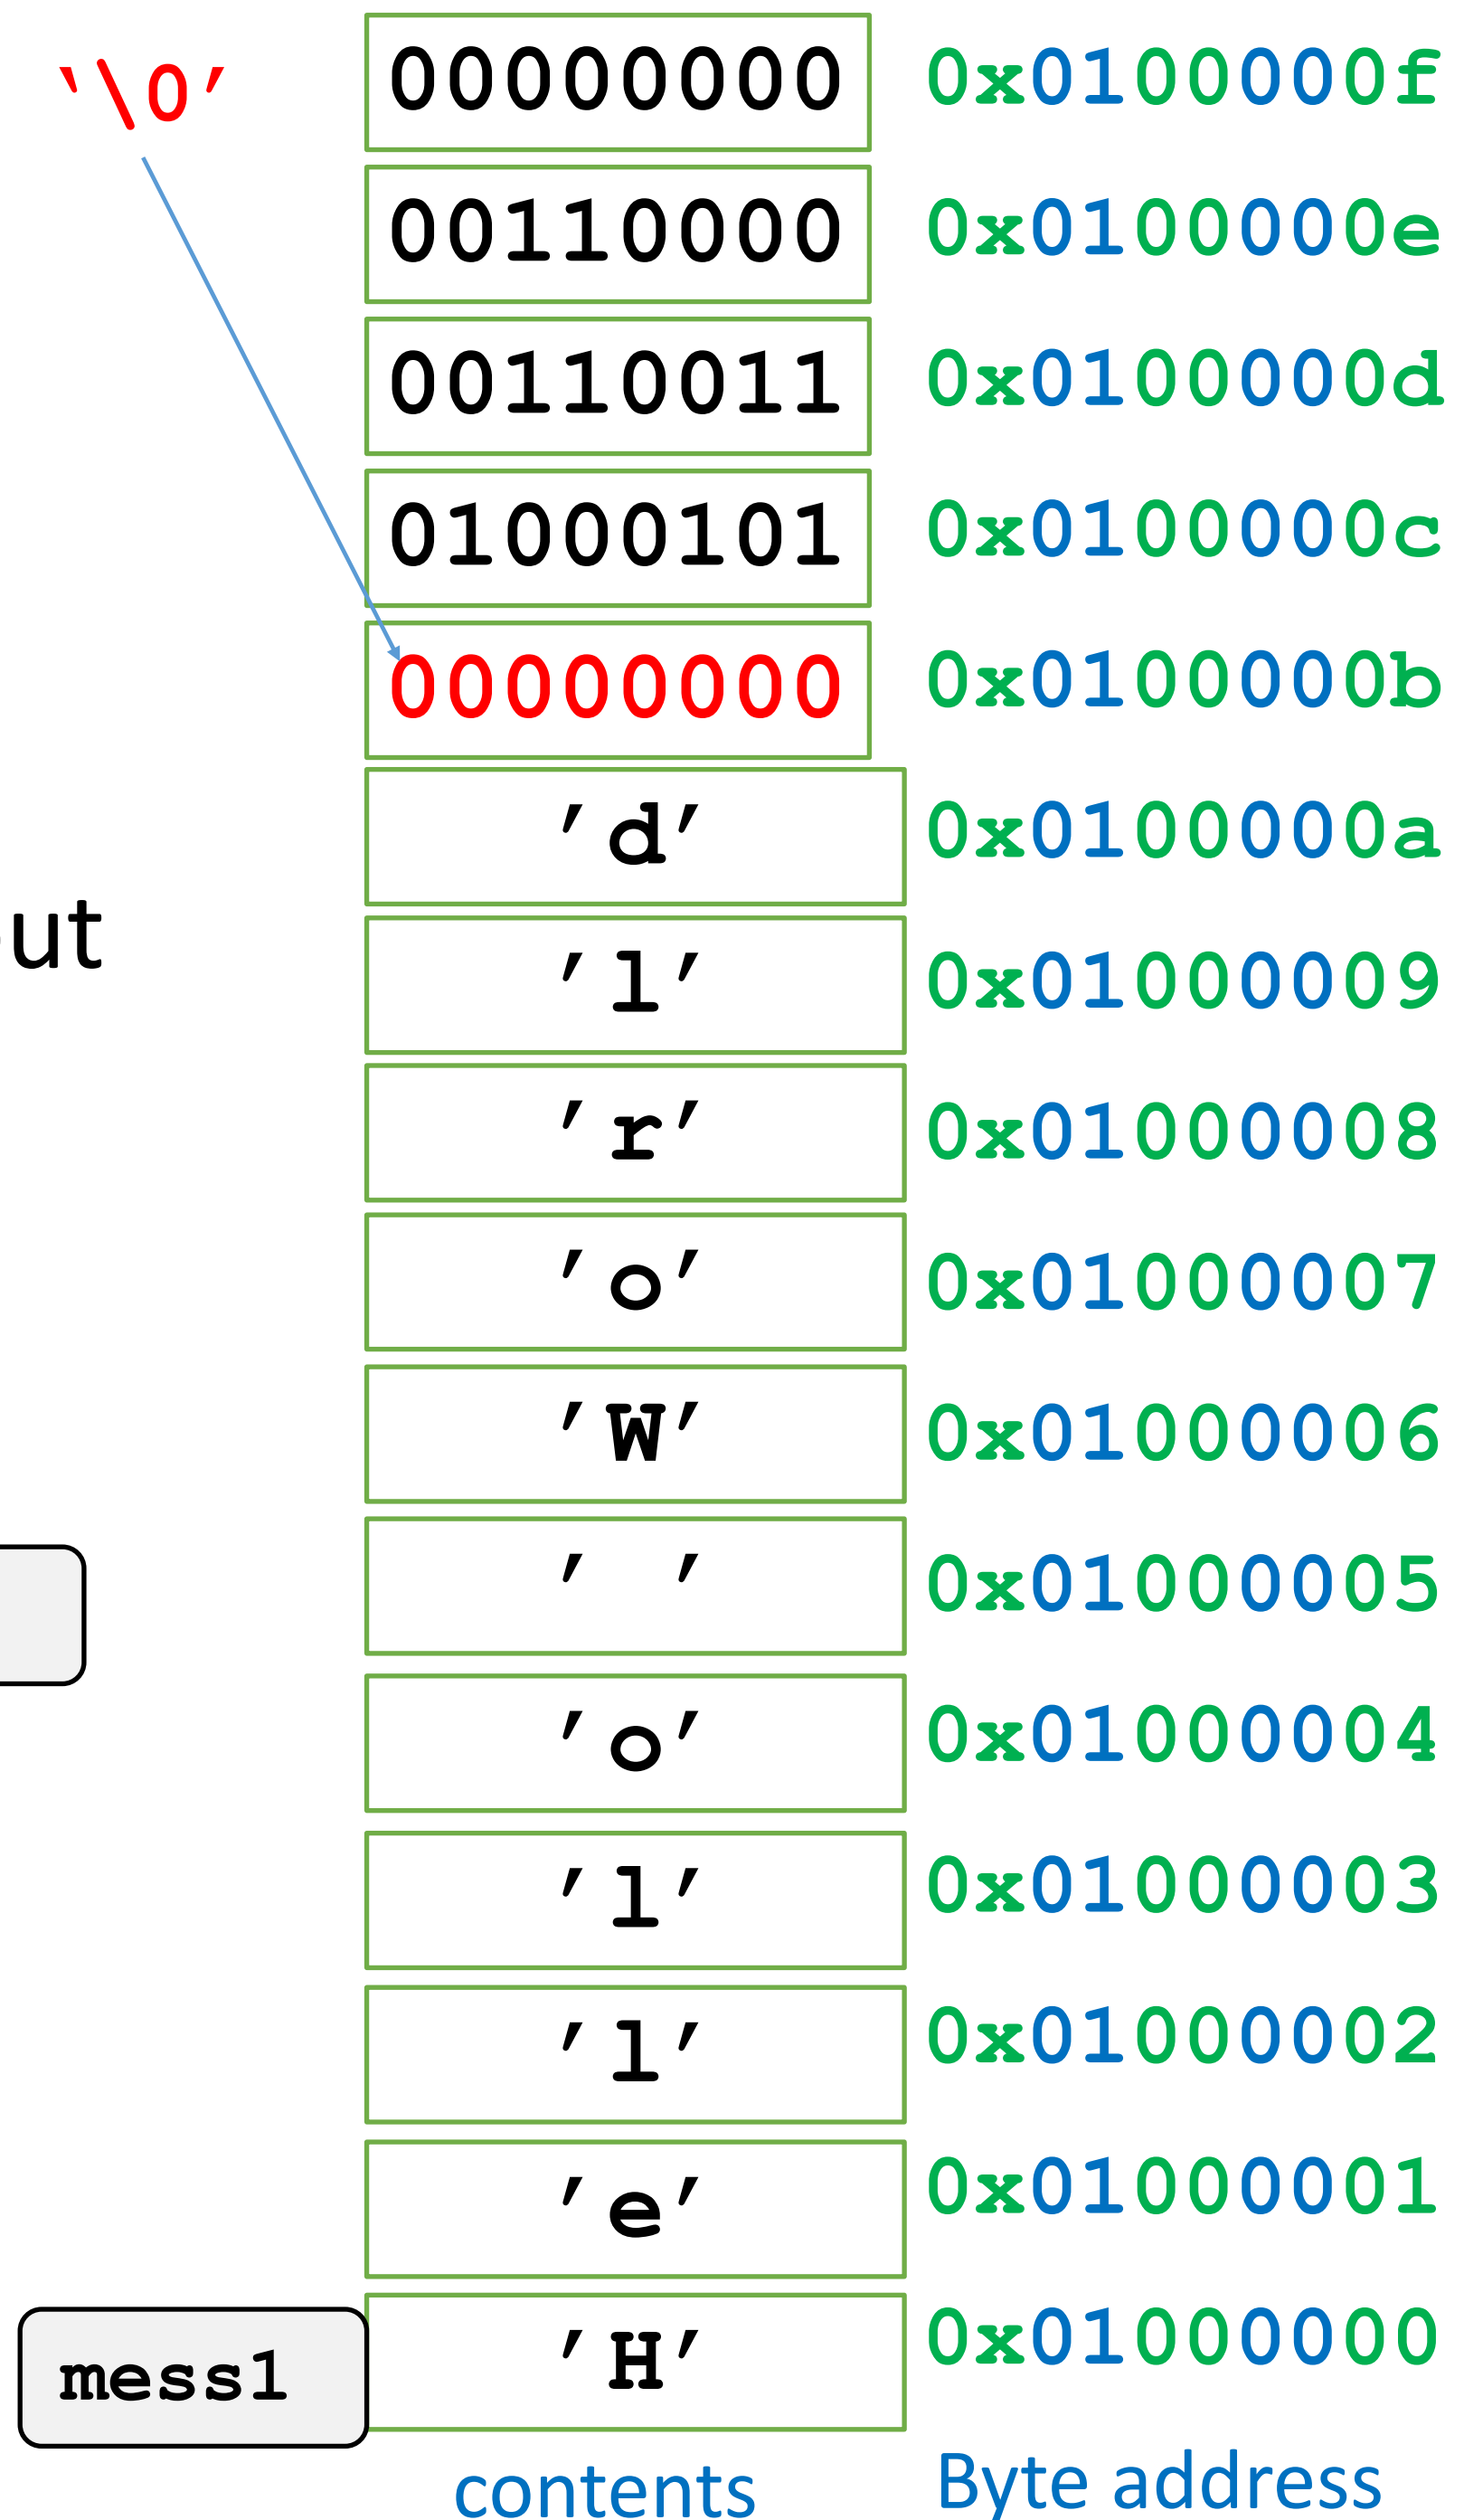 ‘\0’ 00000000 0x0100000f
00110000 0x0100000e
00110011 0x0100000d
01000101 0x0100000c
00000000 0x0100000b
'd' 0x0100000a
ut
'l' 0x01000009
'r' 0x01000008
'o' 0x01000007
'W' 0x01000006
' ' 0x01000005
'o' 0x01000004
'l' 0x01000003
'l' 0x01000002
'e' 0x01000001
mess1 'H' 0x01000000
contents Byte address